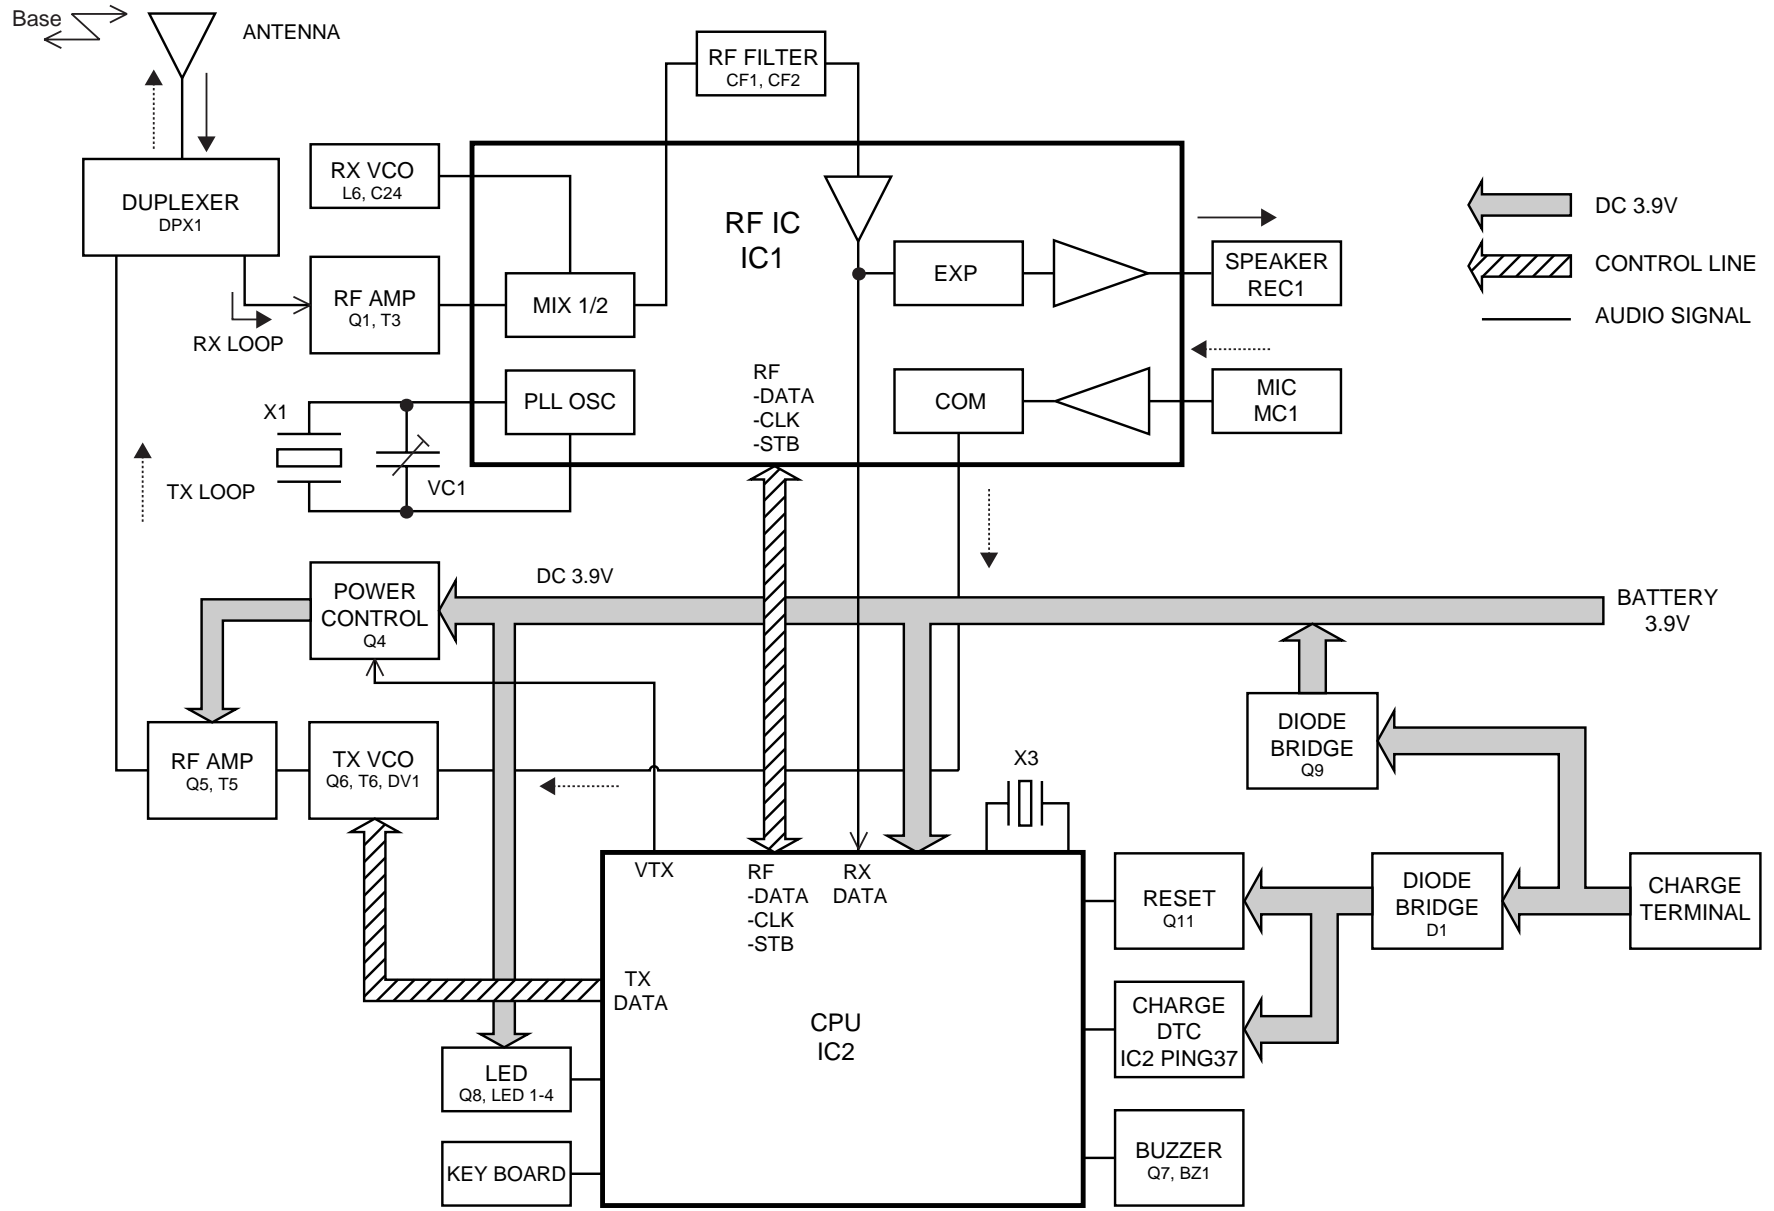 Base
ANTENNA
RF FILTER
CF1, CF2
RX VCO
L6, C24
DUPLEXER
DPX1
RF IC
IC1
DC 3.9V
CONTROL LINE
AUDIO SIGNAL
RF AMP
Q1, T3
RX LOOP
MIX 1/2
EXP
SPEAKER
REC1
RF
-DATA
-CLK
-STB
PLL OSC
COM
MIC
MC1
X1
VC1
TX LOOP
POWER
CONTROL
Q4
DC 3.9V
BATTERY
3.9V
DIODE
BRIDGE
Q9
RF AMP
Q5, T5
TX VCO
Q6, T6, DV1
X3
VTX
RF
-DATA
-CLK
-STB
RX
DATA
RESET
Q11
DIODE
BRIDGE
D1
CHARGE
TERMINAL
TX
DATA
CPU
IC2
CHARGE
DTC
IC2 PING37
LED
Q8, LED 1-4
KEY BOARD
BUZZER
Q7, BZ1